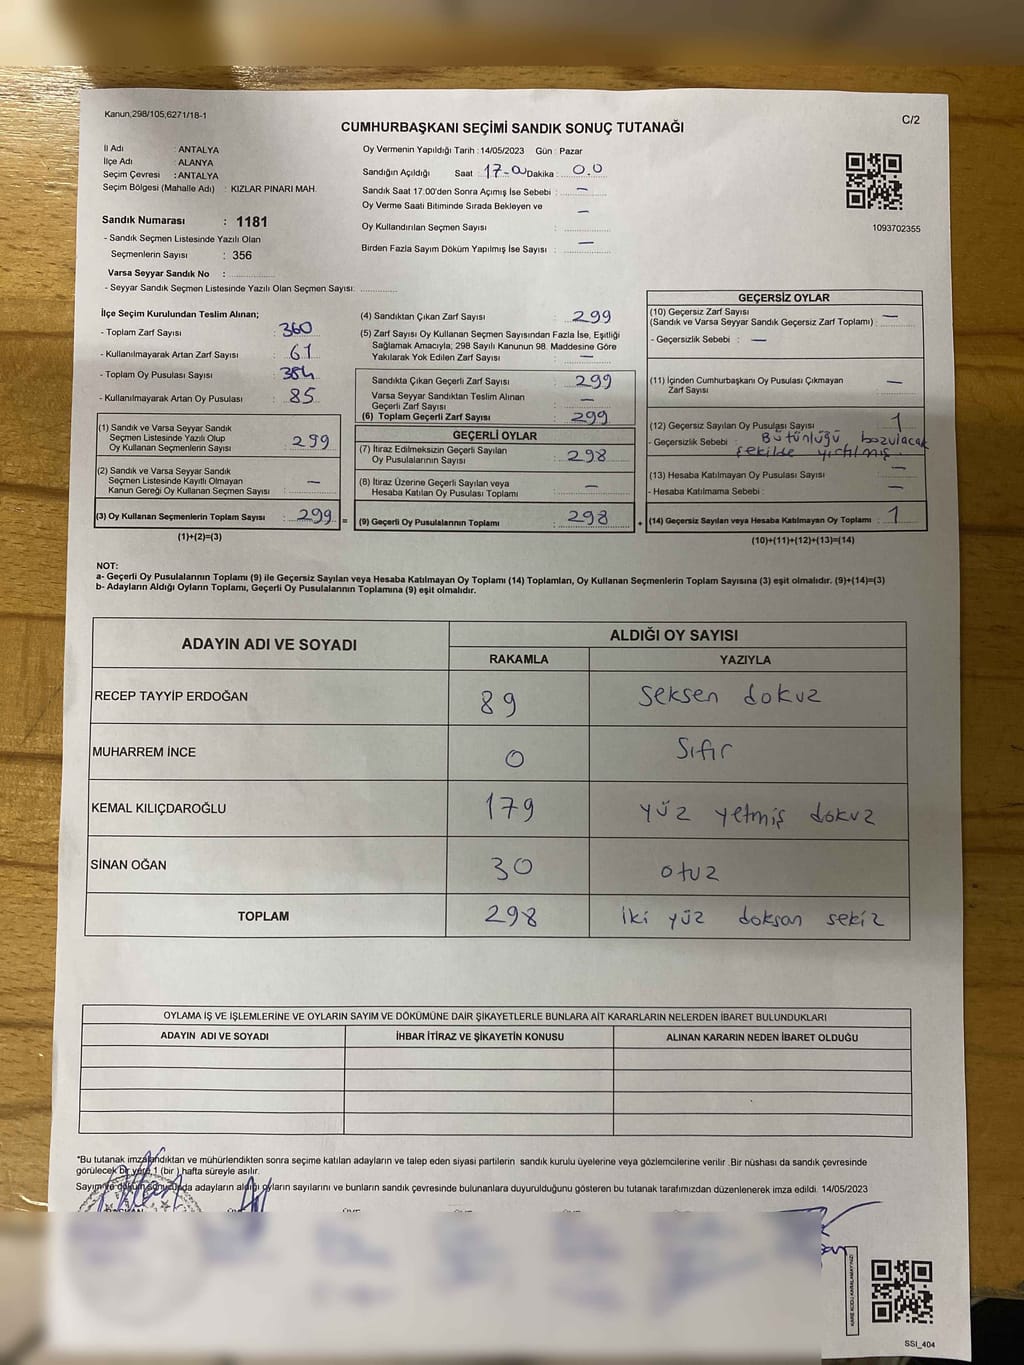 Kanun;298/105;6271/18-1
C/2
CUMHURBAŞKANI SEÇİMİ SANDIK SONUÇ TUTANAĞI
İl Adı : ANTALYA
İlçe Adı : ALANYA
Seçim Çevresi : ANTALYA
Seçim Bölgesi (Mahalle Adı) : KIZLAR PINARI MAH.
Sandık Numarası : 1181
- Sandık Seçmen Listesinde Yazılı Olan
Seçmenlerin Sayısı : 356
Varsa Seyyar Sandık No :
- Seyyar Sandık Seçmen Listesinde Yazılı Olan Seçmen Sayısı:
Oy Vermenin Yapıldığı Tarih : 14/05/2023 Gün : Pazar
Sandığın Açıldığı Saat : 17-00 Dakika : 0.0
Sandık Saat 17.00'den Sonra Açımış İse Sebebi : —
Oy Verme Saati Bitiminde Sırada Bekleyen ve —
Oy Kullandırılan Seçmen Sayısı :
Birden Fazla Sayım Döküm Yapılmış İse Sayısı : —
1093702355
İlçe Seçim Kurulundan Teslim Alınan;
- Toplam Zarf Sayısı : 360
- Kullanılmayarak Artan Zarf Sayısı : 61
- Toplam Oy Pusulası Sayısı : 384
- Kullanılmayarak Artan Oy Pusulası : 85
(1) Sandık ve Varsa Seyyar Sandık
Seçmen Listesinde Yazılı Olup
Oy Kullanan Seçmenlerin Sayısı : 299
(2) Sandık ve Varsa Seyyar Sandık
Seçmen Listesinde Kayıtlı Olmayan
Kanun Gereği Oy Kullanan Seçmen Sayısı : —
(3) Oy Kullanan Seçmenlerin Toplam Sayısı : 299 =
(1)+(2)=(3)
(4) Sandıktan Çıkan Zarf Sayısı : 299
(5) Zarf Sayısı Oy Kullanan Seçmen Sayısından Fazla İse, Eşitliği
Sağlamak Amacıyla; 298 Sayılı Kanunun 98. Maddesine Göre
Yakılarak Yok Edilen Zarf Sayısı : —
Sandıkta Çıkan Geçerli Zarf Sayısı : 299
Varsa Seyyar Sandıktan Teslim Alınan
Geçerli Zarf Sayısı : —
(6) Toplam Geçerli Zarf Sayısı : 299
GEÇERLİ OYLAR
(7) İtiraz Edilmeksizin Geçerli Sayılan
Oy Pusulalarının Sayısı : 298
(8) İtiraz Üzerine Geçerli Sayılan veya
Hesaba Katılan Oy Pusulası Toplamı : —
(9) Geçerli Oy Pusulalarının Toplamı : 298 +
GEÇERSİZ OYLAR
(10) Geçersiz Zarf Sayısı
(Sandık ve Varsa Seyyar Sandık Geçersiz Zarf Toplamı) : —
- Geçersizlik Sebebi : —
(11) İçinden Cumhurbaşkanı Oy Pusulası Çıkmayan
Zarf Sayısı : —
(12) Geçersiz Sayılan Oy Pusulası Sayısı : 1
- Geçersizlik Sebebi : Bütünlüğü bozulacak
şekilde yırtılmış.
(13) Hesaba Katılmayan Oy Pusulası Sayısı : —
- Hesaba Katılmama Sebebi : —
(14) Geçersiz Sayılan veya Hesaba Katılmayan Oy Toplamı : 1
(10)+(11)+(12)+(13)=(14)
NOT:
a- Geçerli Oy Pusulalarının Toplamı (9) ile Geçersiz Sayılan veya Hesaba Katılmayan Oy Toplamı (14) Toplamları, Oy Kullanan Seçmenlerin Toplam Sayısına (3) eşit olmalıdır. (9)+(14)=(3)
b- Adayların Aldığı Oyların Toplamı, Geçerli Oy Pusulalarının Toplamına (9) eşit olmalıdır.
ADAYIN ADI VE SOYADI
ALDIĞI OY SAYISI
RAKAMLA YAZIYLA
RECEP TAYYİP ERDOĞAN 89 seksen dokuz
MUHARREM İNCE 0 Sıfır
KEMAL KILIÇDAROĞLU 179 yüz yetmiş dokuz
SİNAN OĞAN 30 otuz
TOPLAM 298 iki yüz doksan sekiz
OYLAMA İŞ VE İŞLEMLERİNE VE OYLARIN SAYIM VE DÖKÜMÜNE DAİR ŞİKAYETLERLE BUNLARA AİT KARARLARIN NELERDEN İBARET BULUNDUKLARI
ADAYIN ADI VE SOYADI İHBAR İTİRAZ VE ŞİKAYETİN KONUSU ALINAN KARARIN NEDEN İBARET OLDUĞU
*Bu tutanak imzalandıktan ve mühürlendikten sonra seçime katılan adayların ve talep eden siyasi partilerin sandık kurulu üyelerine veya gözlemcilerine verilir .Bir nüshası da sandık çevresinde
görülecek bir yere 1 (bir ) hafta süreyle asılır.
Sayım ve döküm sonucunda adayların aldığı oyların sayılarını ve bunların sandık çevresinde bulunanlara duyurulduğunu gösteren bu tutanak tarafımızdan düzenlenerek imza edildi. 14/05/2023
SSI_404